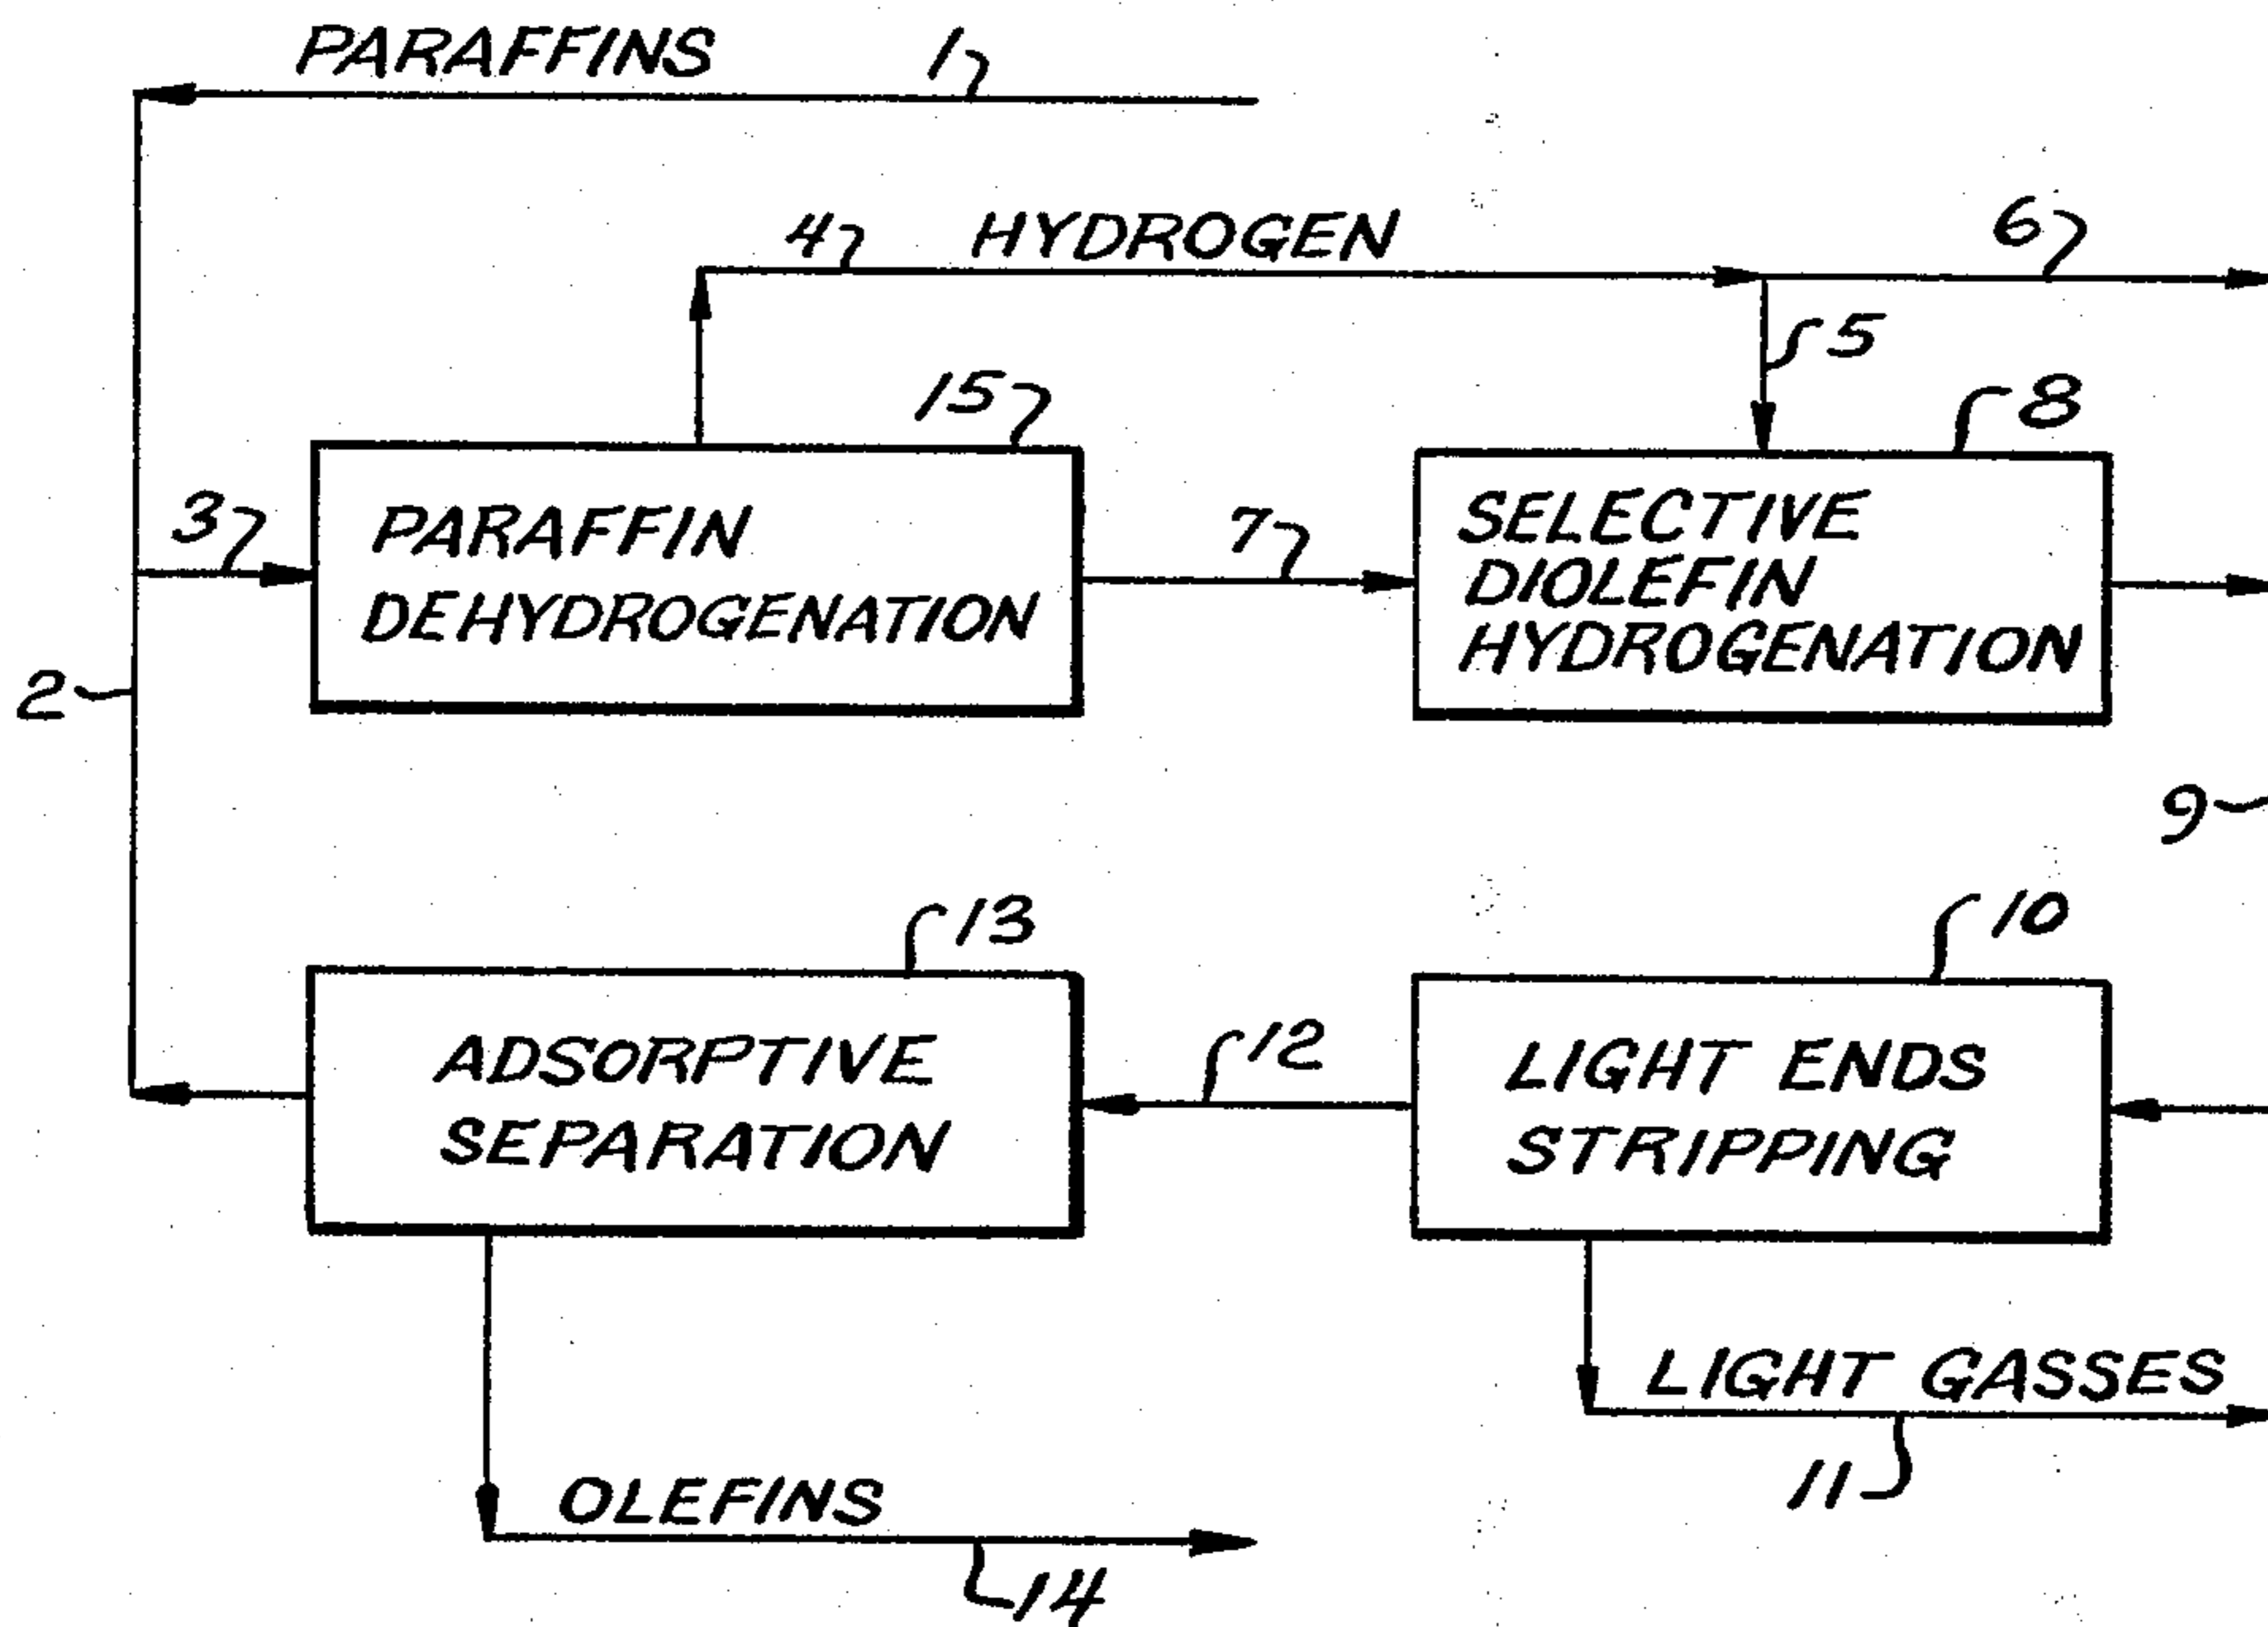 PARAFFINS
1
4
HYDROGEN
6
5
15
8
3
PARAFFIN
DEHYDROGENATION
7
SELECTIVE
DIOLEFIN
HYDROGENATION
2
9
13
10
ADSORPTIVE
SEPARATION
12
LIGHT ENDS
STRIPPING
LIGHT GASSES
11
OLEFINS
14